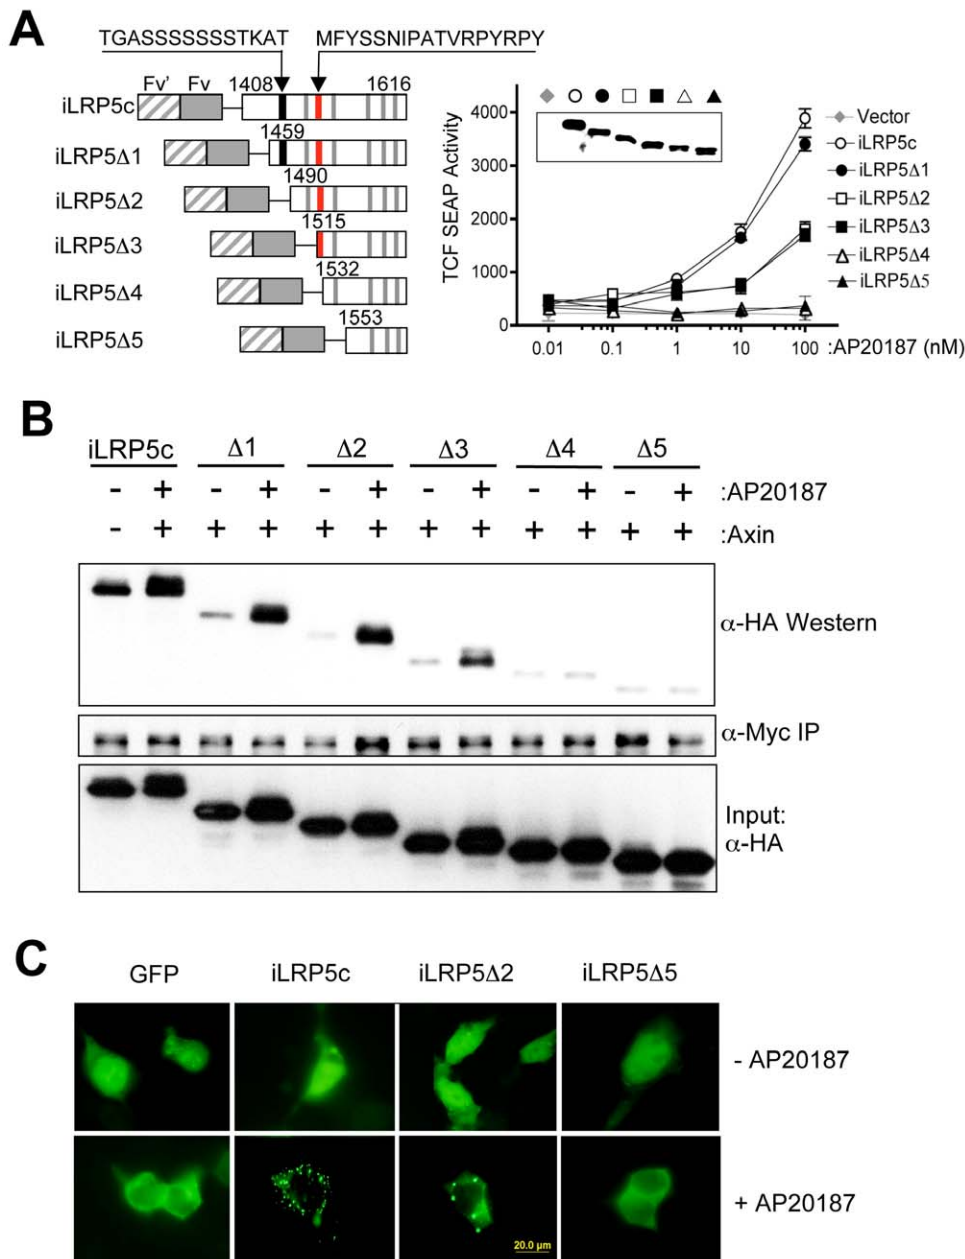 A
TGASSSSSSSSTKAT MFYSSNIPATVRPYRPY
Fv' Fv 1408 1616
iLRP5c
1459
iLRP5Δ1
1490
iLRP5Δ2
1515
iLRP5Δ3
1532
iLRP5Δ4
1553
iLRP5Δ5
TCF SEAP Activity
4000
3000
2000
1000
0
0.01 0.1 1 10 100 :AP20187 (nM)
Vector
iLRP5c
iLRP5Δ1
iLRP5Δ2
iLRP5Δ3
iLRP5Δ4
iLRP5Δ5
B
iLRP5c Δ1 Δ2 Δ3 Δ4 Δ5
- + - + - + - + - + - + :AP20187
- + + + + + + + + + + + :Axin
α-HA Western
α-Myc IP
Input:
α-HA
C
GFP iLRP5c iLRP5Δ2 iLRP5Δ5
- AP20187
+ AP20187
20.0 µm